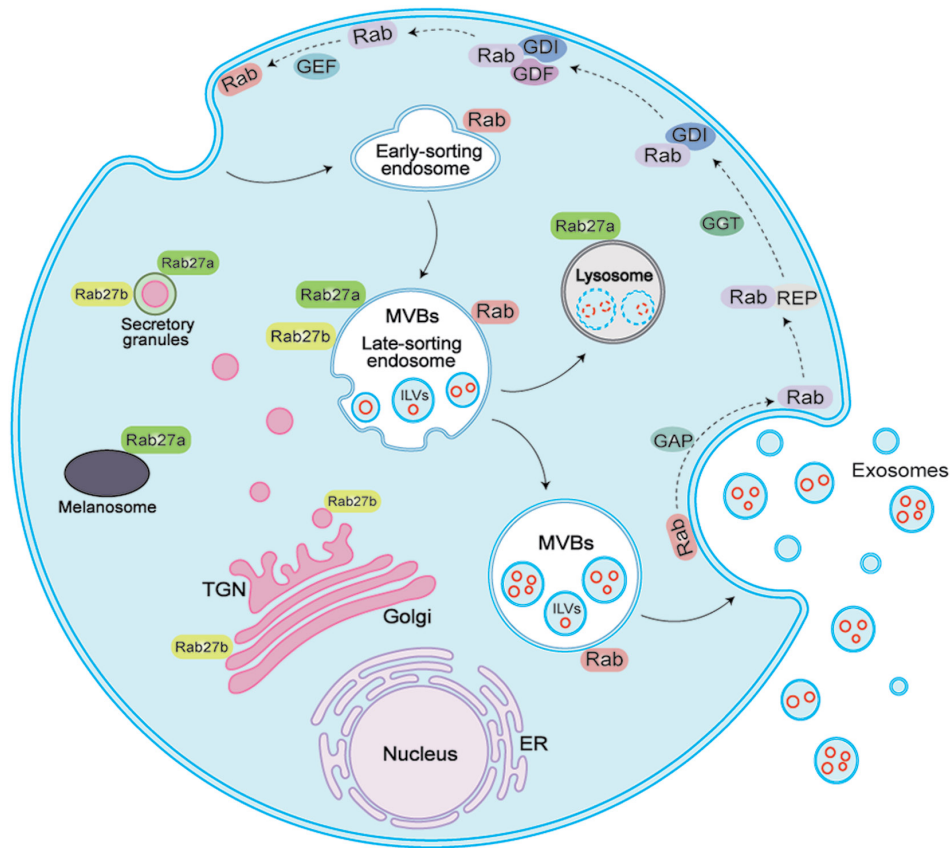 Rab
GDI
Rab
GEF
Rab
GDF
Rab
GDI
Rab
Early-sorting
endosome
GGT
Rab27a
Lysosome
Rab27a
Rab27b
Secretory
granules
Rab27a
Rab27b
MVBs
Late-sorting
endosome
ILVs
Rab
Rab REP
Rab
GAP
Rab27a
Melanosome
Exosomes
Rab27b
TGN
Golgi
Rab27b
Rab
MVBs
ILVs
Rab
Nucleus
ER